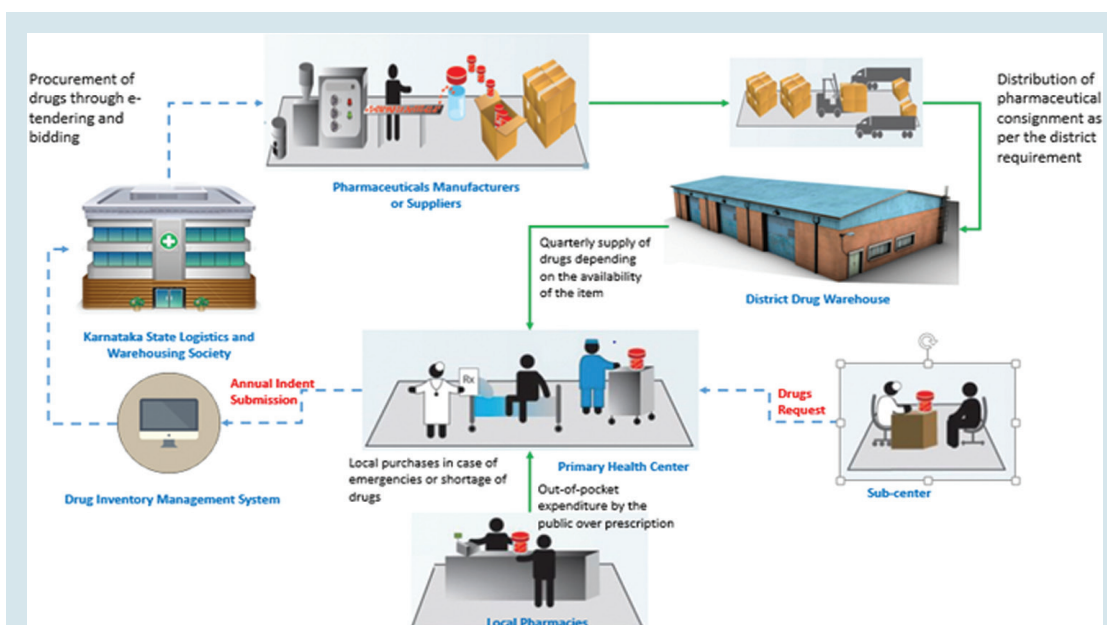 Procurement of
drugs through e-
tendering and
bidding
Pharmaceuticals Manufacturers
or Suppliers
Distribution of
pharmaceutical
consignment as
per the district
requirement
Quarterly supply of
drugs depending
on the availability
of the item
District Drug Warehouse
Karnataka State Logistics and
Warehousing Society
Annual Indent
Submission
Rx
Drugs
Request
Local purchases in case of
emergencies or shortage of
drugs
Primary Health Center
Drug Inventory Management System
Out-of-pocket
expenditure by the
public over prescription
Sub-center
Local Pharmacies